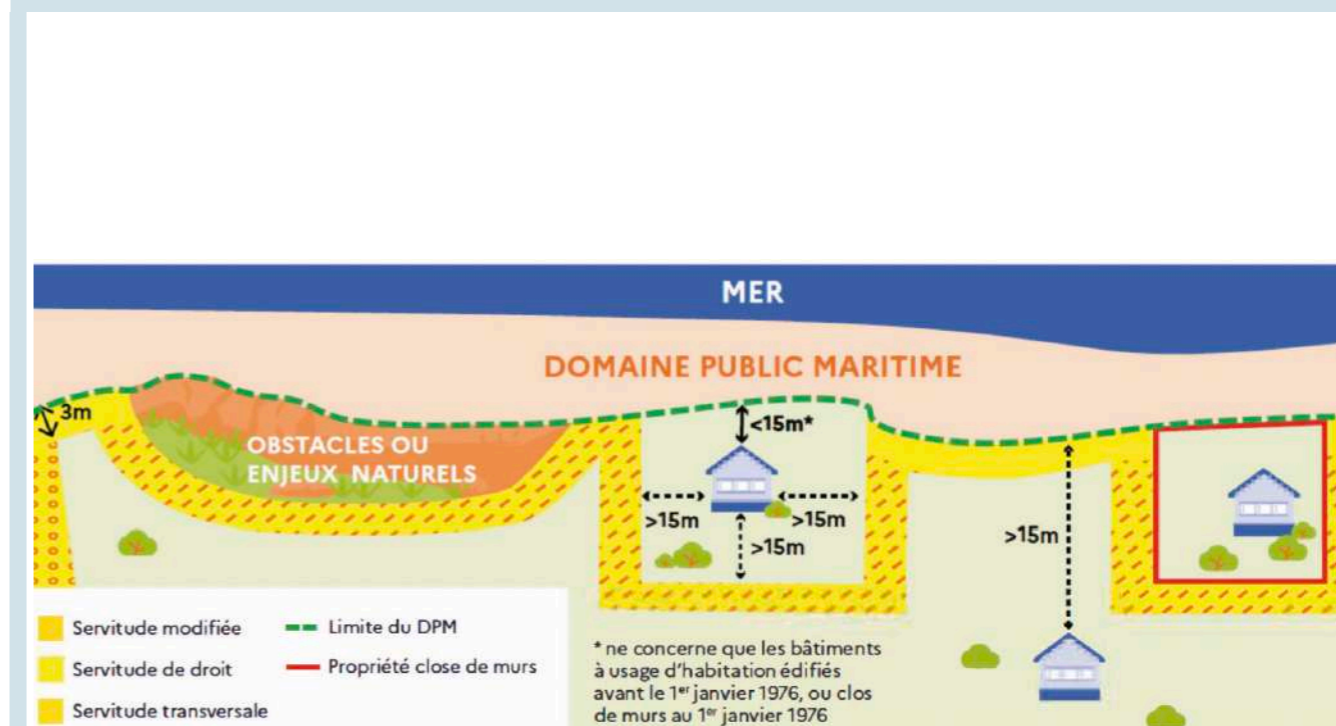 MER
DOMAINE PUBLIC MARITIME
3m
<15m*
OBSTACLES OU
ENJEUX NATURELS
>15m
>15m
>15m
>15m
Servitude modifiée
Limite du DPM
Servitude de droit
Propriété close de murs
Servitude transversale
* ne concerne que les bâtiments
à usage d'habitation édifiés
avant le 1er janvier 1976, ou clos
de murs au 1er janvier 1976